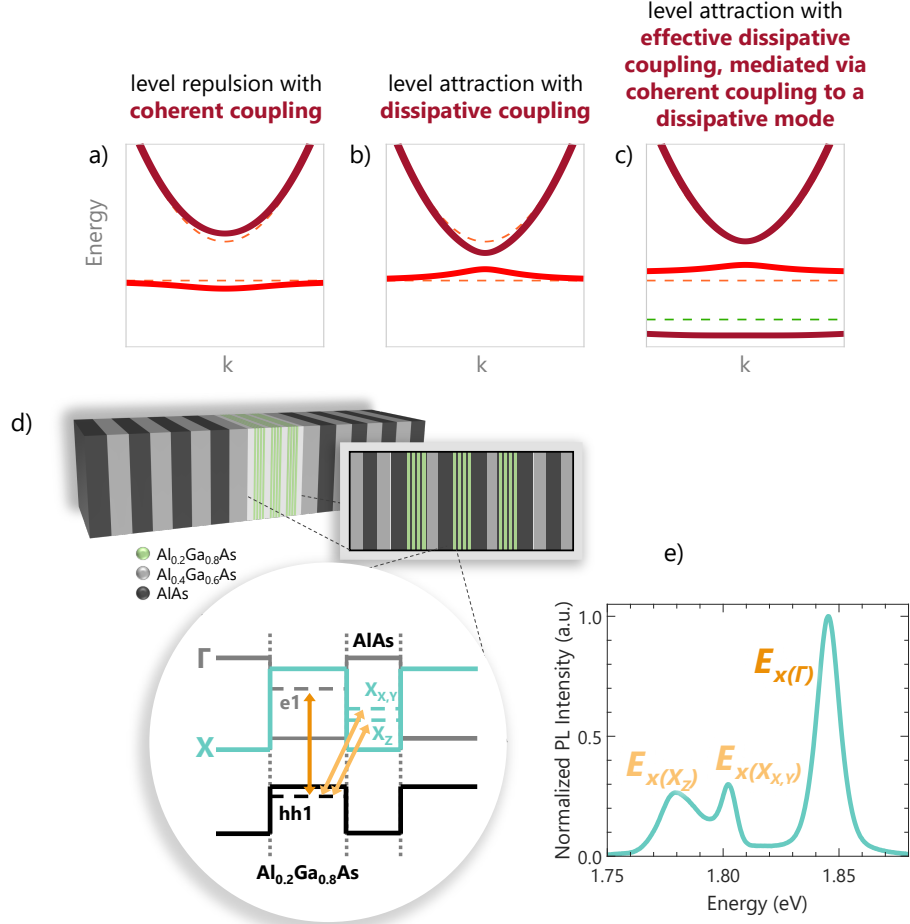 level repulsion with
coherent coupling
level attraction with
dissipative coupling
level attraction with
effective dissipative
coupling, mediated via
coherent coupling to a
dissipative mode
a)
b)
c)
Energy
k
k
k
d)
Al0.2Ga0.8As
Al0.4Ga0.6As
AlAs
AlAs
Γ
X
e1
XX,Y
XZ
hh1
Al0.2Ga0.8As
e)
Normalized PL Intensity (a.u.)
1.0
0.5
0.0
Ex(Γ)
Ex(XZ)
Ex(XX,Y)
1.75
1.80
1.85
Energy (eV)